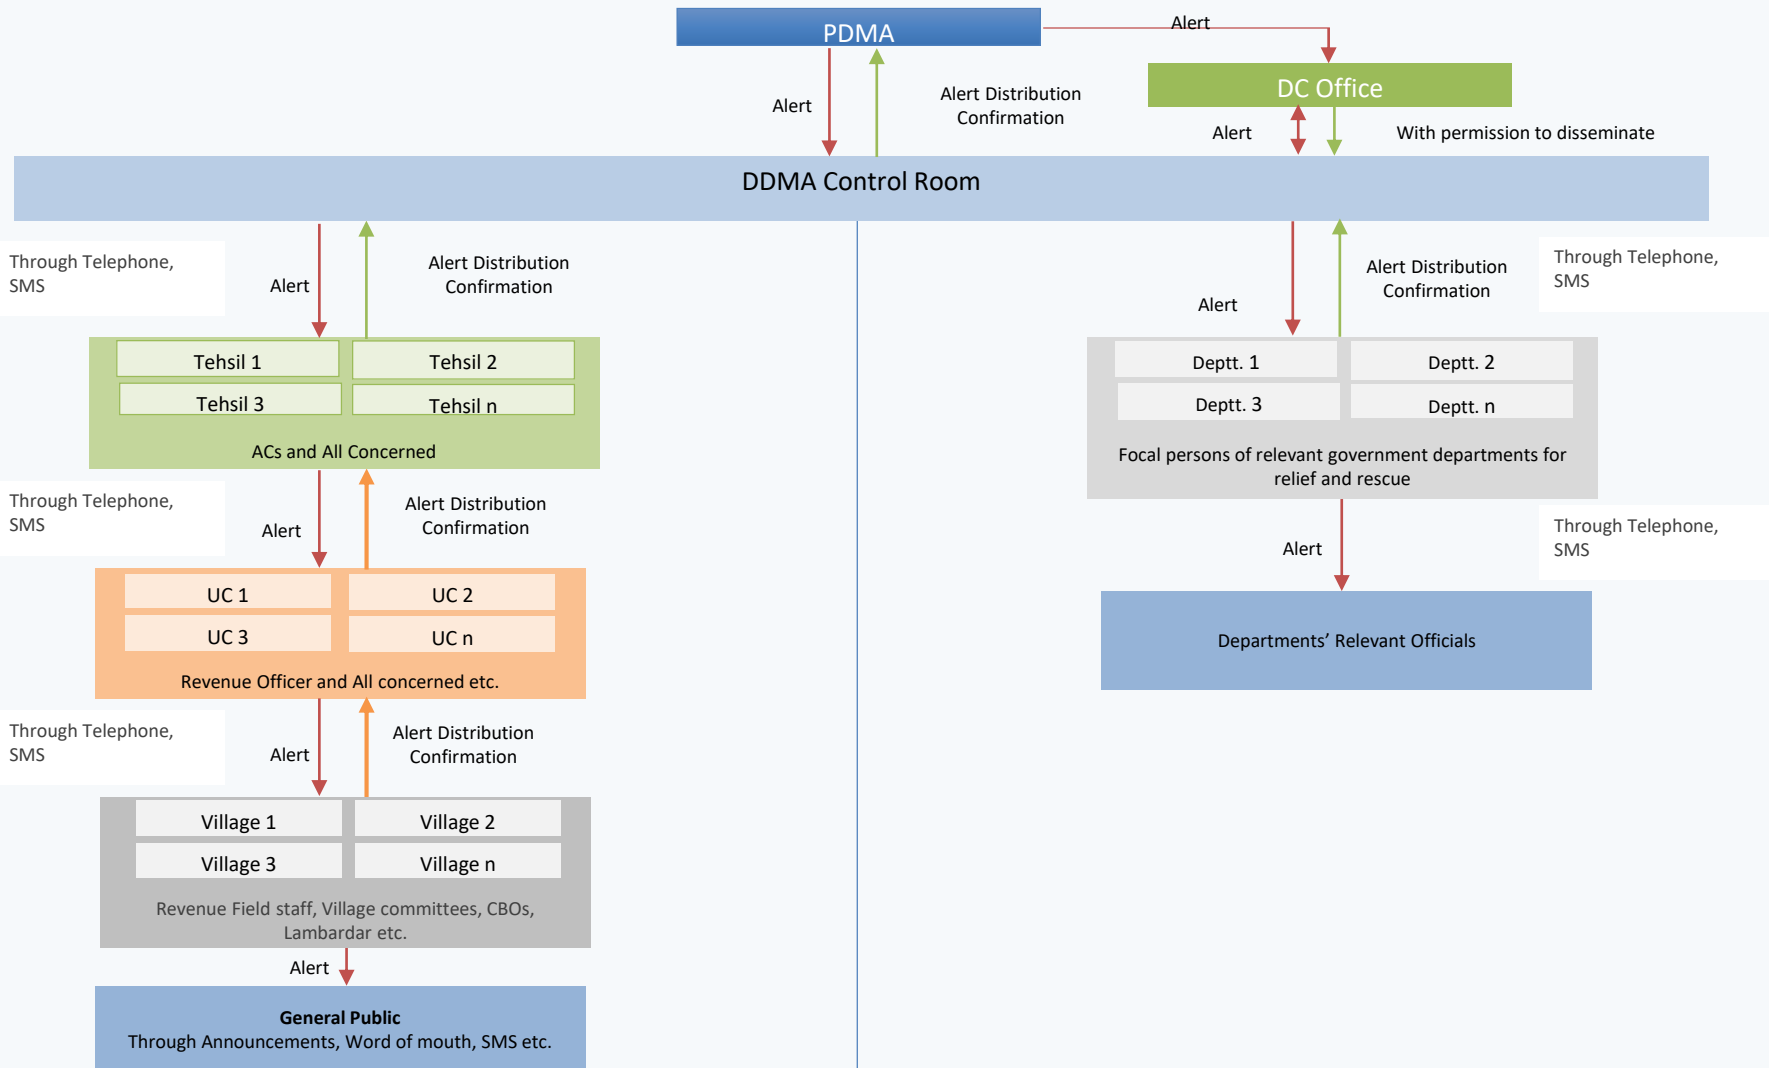 PDMA
Alert
DC Office
Alert
Alert Distribution
Confirmation
Alert
With permission to disseminate
DDMA Control Room
Through Telephone,
SMS
Alert
Alert Distribution
Confirmation
Tehsil 1
Tehsil 2
Tehsil 3
Tehsil n
ACs and All Concerned
Through Telephone,
SMS
Alert
Alert Distribution
Confirmation
UC 1
UC 2
UC 3
UC n
Revenue Officer and All concerned etc.
Through Telephone,
SMS
Alert
Alert Distribution
Confirmation
Village 1
Village 2
Village 3
Village n
Revenue Field staff, Village committees, CBOs,
Lambardar etc.
Alert
General Public
Through Announcements, Word of mouth, SMS etc.
Alert
Alert Distribution
Confirmation
Through Telephone,
SMS
Deptt. 1
Deptt. 2
Deptt. 3
Deptt. n
Focal persons of relevant government departments for
relief and rescue
Alert
Through Telephone,
SMS
Departments’ Relevant Officials